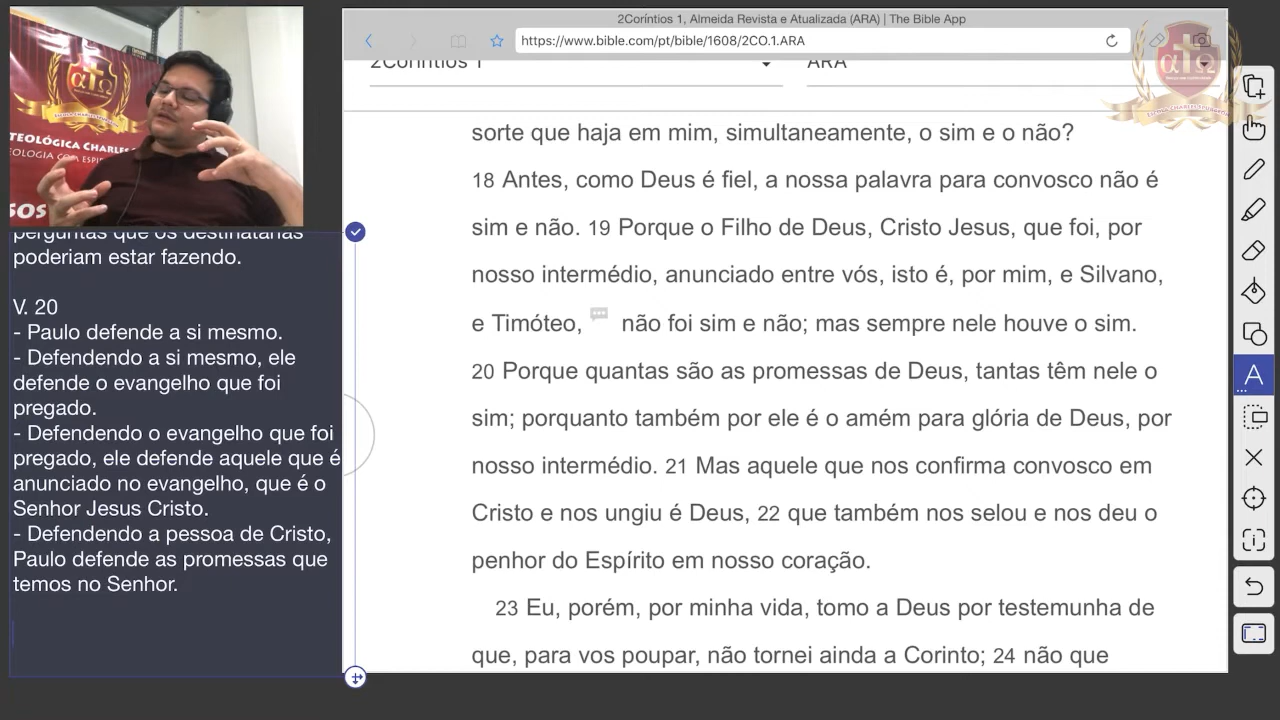 2Coríntios 1, Almeida Revista e Atualizada (ARA) | The Bible App
https://www.bible.com/pt/bible/1608/2CO.1.ARA
2Coríntios 1
ARA
TEOLÓGICA CHARLES
TEOLOGIA COM
sorte que haja em mim, simultaneamente, o sim e o não?
18 Antes, como Deus é fiel, a nossa palavra para convosco não é
sim e não. 19 Porque o Filho de Deus, Cristo Jesus, que foi, por
nosso intermédio, anunciado entre vós, isto é, por mim, e Silvano,
e Timóteo, não foi sim e não; mas sempre nele houve o sim.
20 Porque quantas são as promessas de Deus, tantas têm nele o
sim; porquanto também por ele é o amém para glória de Deus, por
nosso intermédio. 21 Mas aquele que nos confirma convosco em
Cristo e nos ungiu é Deus, 22 que também nos selou e nos deu o
penhor do Espírito em nosso coração.
23 Eu, porém, por minha vida, tomo a Deus por testemunha de
que, para vos poupar, não tornei ainda a Corinto; 24 não que
perguntas que os destinatárias
poderiam estar fazendo.
V. 20
- Paulo defende a si mesmo.
- Defendendo a si mesmo, ele
defende o evangelho que foi
pregado.
- Defendendo o evangelho que foi
pregado, ele defende aquele que é
anunciado no evangelho, que é o
Senhor Jesus Cristo.
- Defendendo a pessoa de Cristo,
Paulo defende as promessas que
temos no Senhor.
A